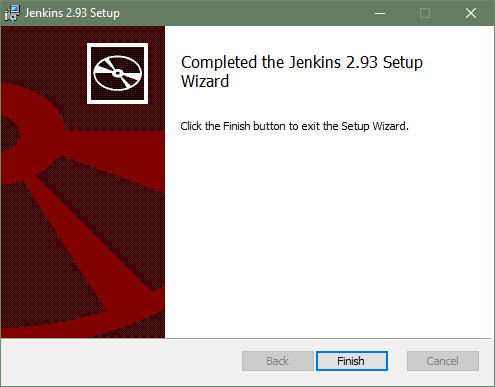 Jenkins 2.93 Setup
Completed the Jenkins 2.93 Setup
Wizard
Click the Finish button to exit the Setup Wizard.
Back
Finish
Cancel